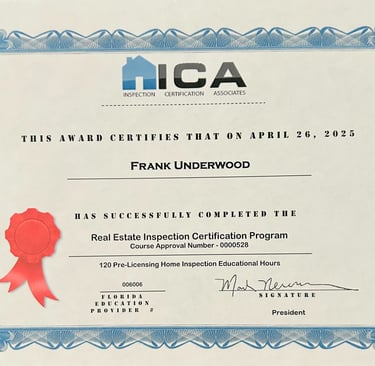 ICA
INSPECTION CERTIFICATION ASSOCIATES
THIS AWARD CERTIFIES THAT ON APRIL 26, 2025
FRANK UNDERWOOD
HAS SUCCESSFULLY COMPLETED THE
Real Estate Inspection Certification Program
Course Approval Number - 0000528
120 Pre-Licensing Home Inspection Educational Hours
006006
FLORIDA
EDUCATION
PROVIDER #
SIGNATURE
President